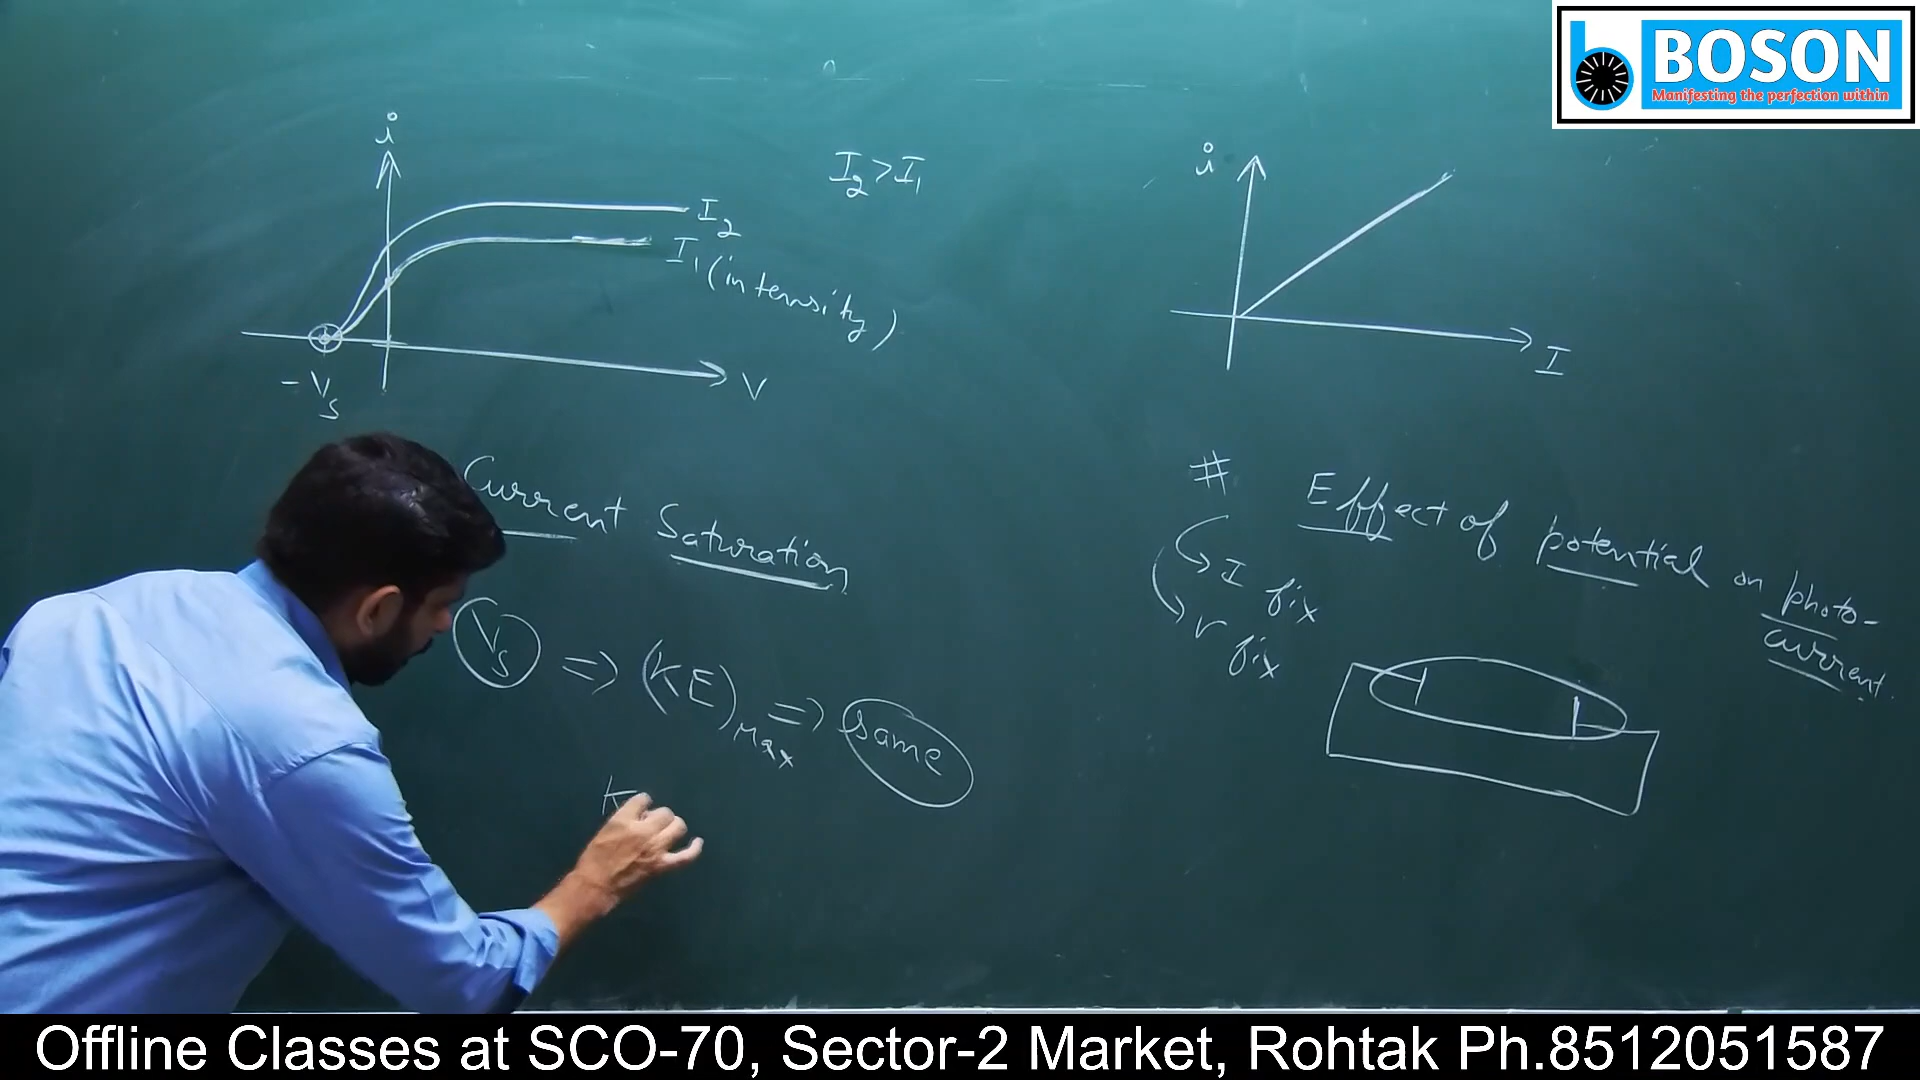 BOSON
Manifesting the perfection within
i
I2 > I1
I2
I1 (intensity)
-Vs
V
Current Saturation
Vs => (KE)Max => same
K
i
I
# Effect of potential on photo-
current.
I fix
ν fix
Offline Classes at SCO-70, Sector-2 Market, Rohtak Ph.8512051587